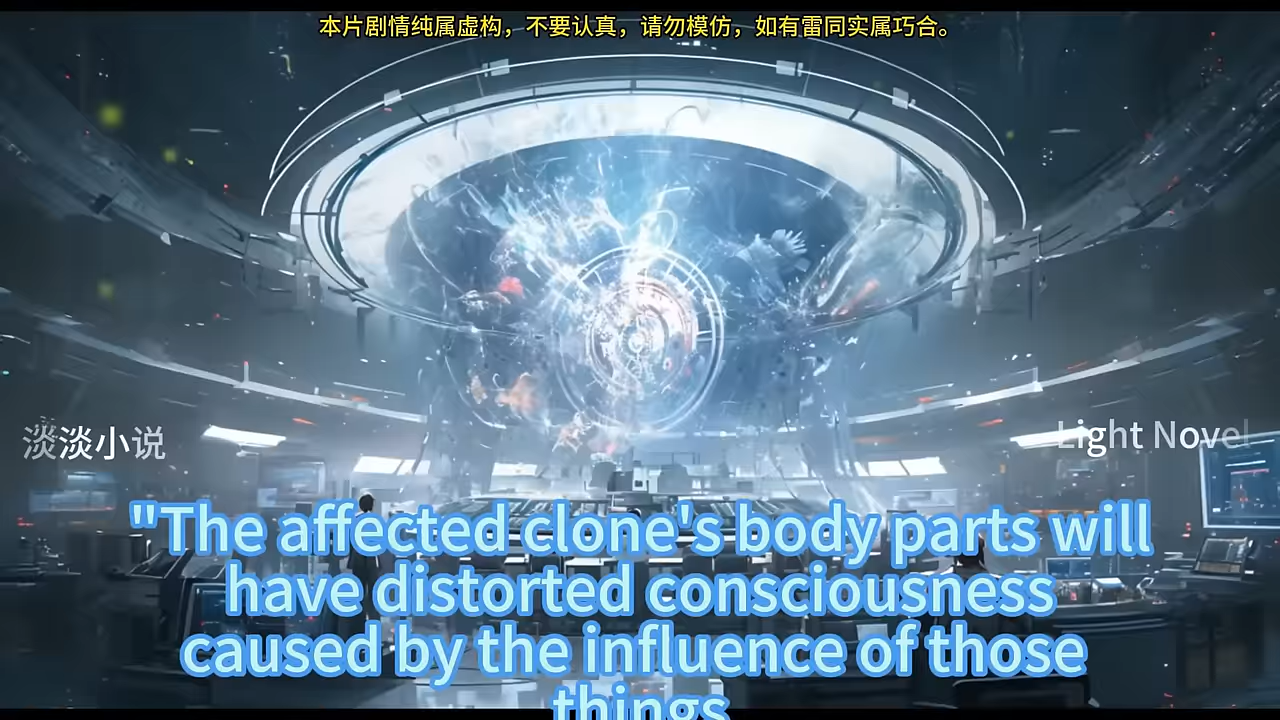 本片剧情纯属虚构，不要认真，请勿模仿，如有雷同实属巧合。
淡淡小说
Light Novel
"The affected clone's body parts will
have distorted consciousness
caused by the influence of those
things